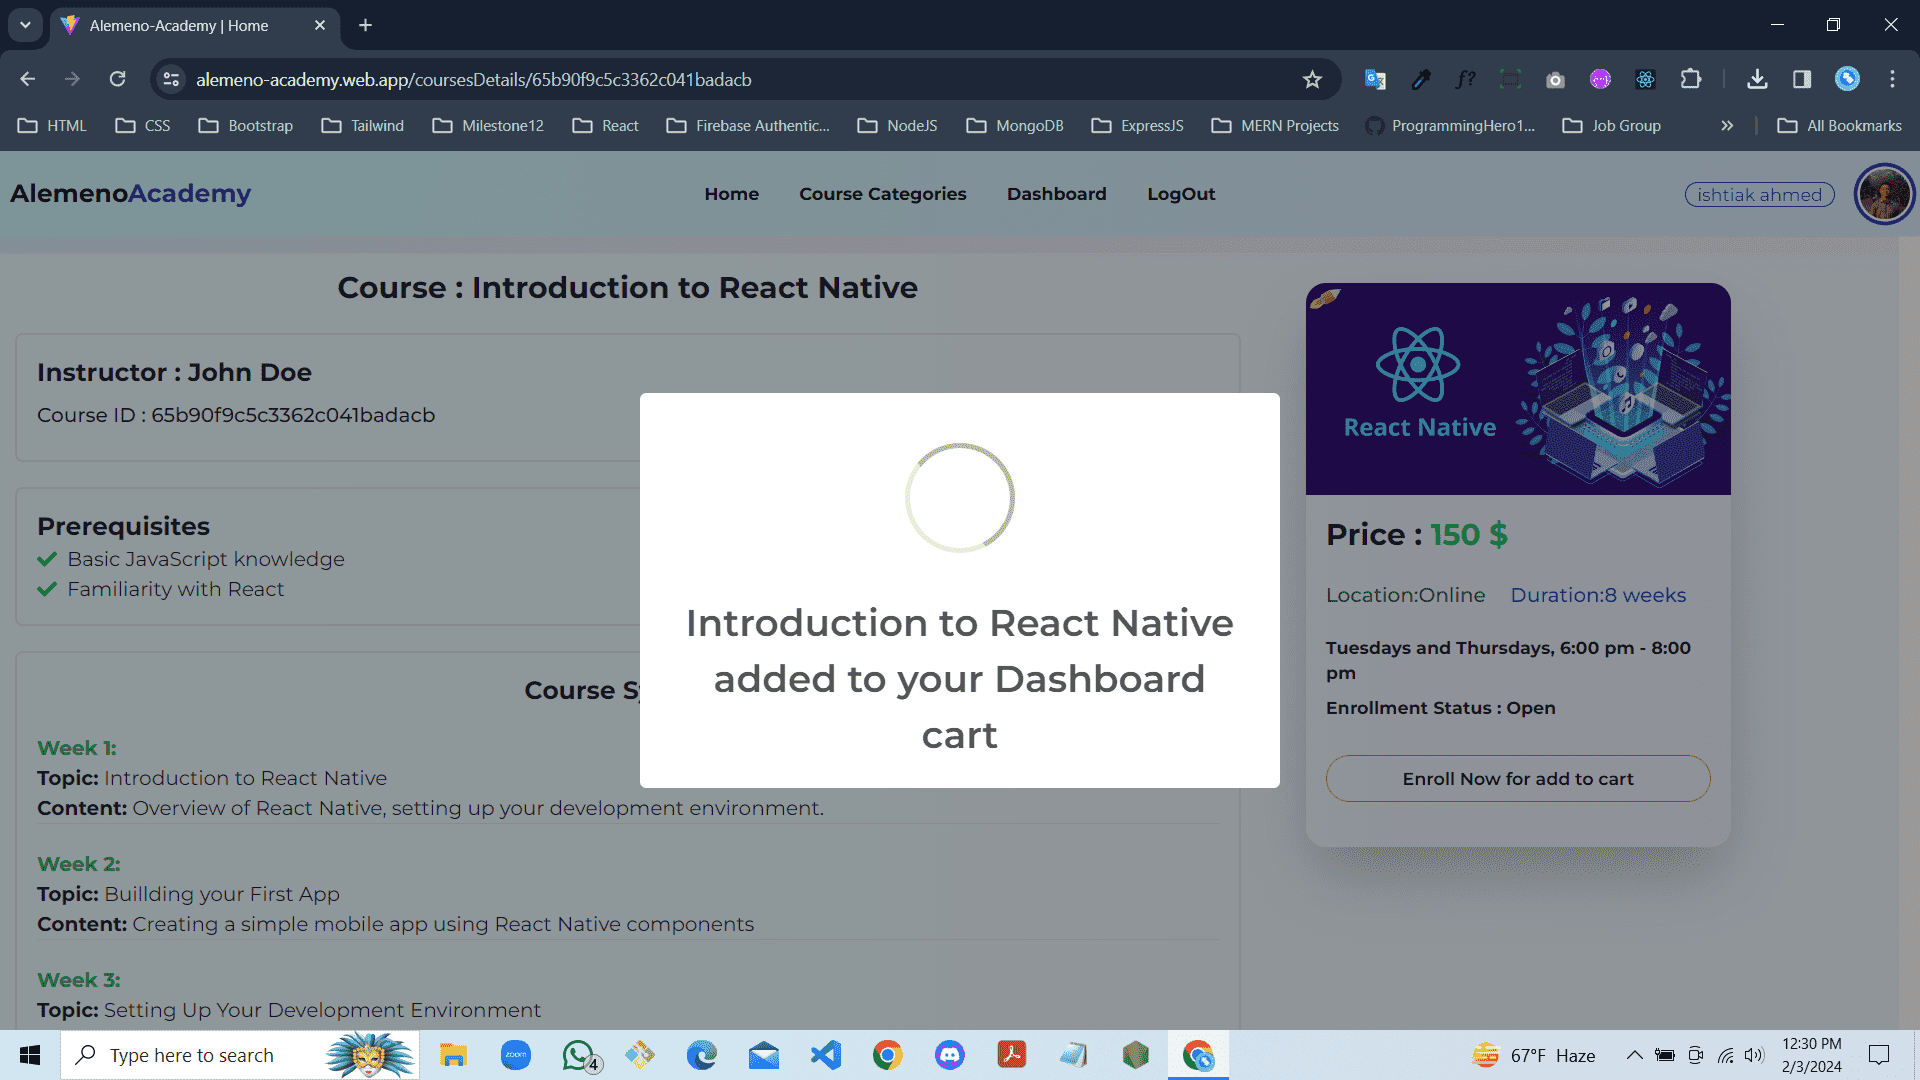 Alemeno-Academy | Home
alemeno-academy.web.app/coursesDetails/65b90f9c5c3362c041badacb
f?
HTML
CSS
Bootstrap
Tailwind
Milestone12
React
Firebase Authentic...
NodeJS
MongoDB
ExpressJS
MERN Projects
ProgrammingHero1...
Job Group
All Bookmarks
AlemenoAcademy
Home
Course Categories
Dashboard
LogOut
ishtiak ahmed
Course : Introduction to React Native
Instructor : John Doe
Course ID : 65b90f9c5c3362c041badacb
Prerequisites
Basic JavaScript knowledge
Familiarity with React
Course Sy
Week 1:
Topic: Introduction to React Native
Content: Overview of React Native, setting up your development environment.
Week 2:
Topic: Buillding your First App
Content: Creating a simple mobile app using React Native components
Week 3:
Topic: Setting Up Your Development Environment
Introduction to React Native
added to your Dashboard
cart
React Native
Price : 150 $
Location:Online
Duration:8 weeks
Tuesdays and Thursdays, 6:00 pm - 8:00
pm
Enrollment Status : Open
Enroll Now for add to cart
Type here to search
zoom
4
67°F Haze
12:30 PM
2/3/2024